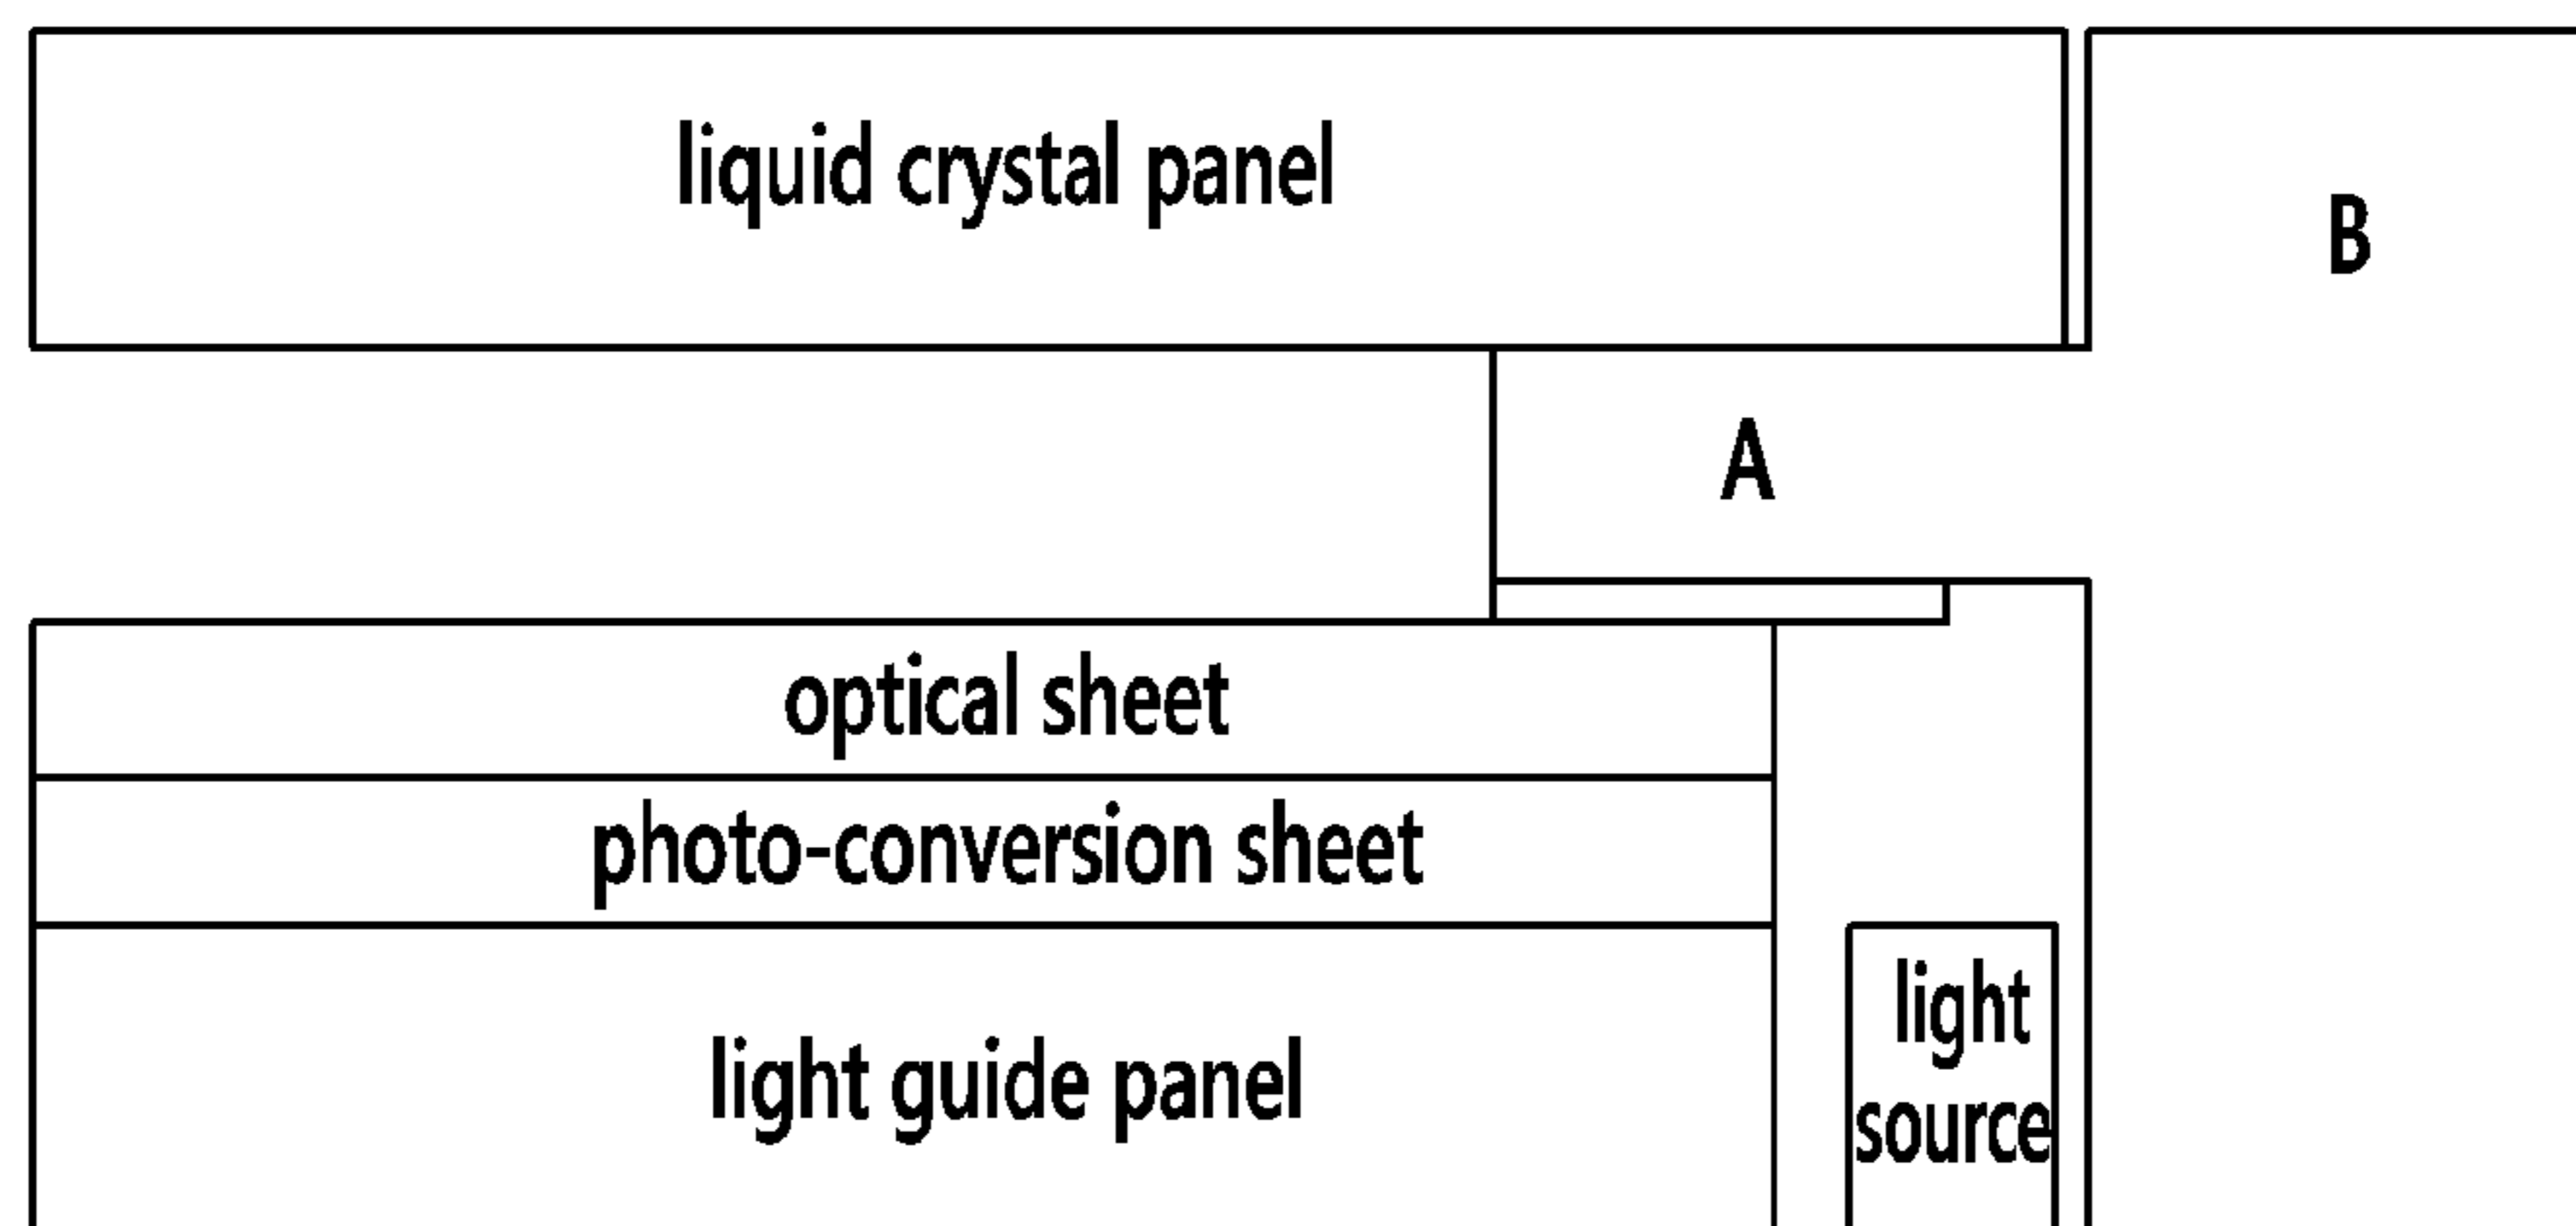 liquid crystal panel
B
A
optical sheet
photo-conversion sheet
light guide panel
light
source